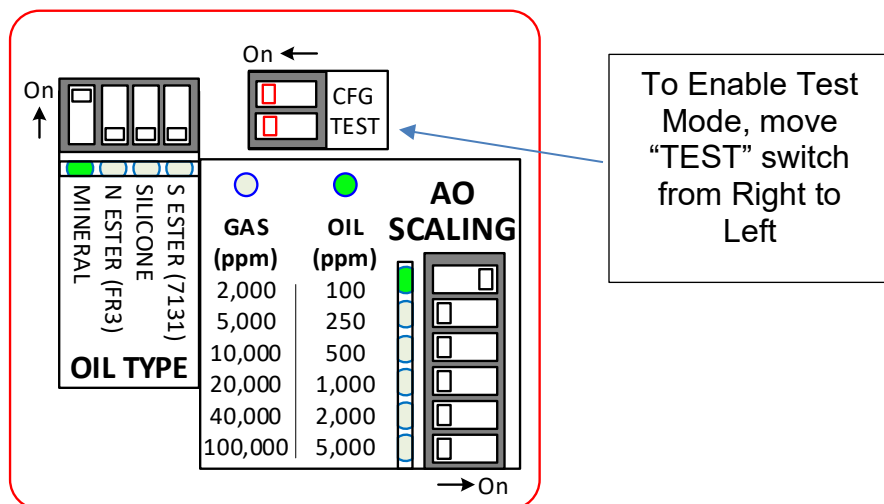 On
On
CFG
TEST
To Enable Test
Mode, move
“TEST” switch
from Right to
Left
MINERAL
N ESTER (FR3)
SILICONE
S ESTER (7131)
OIL TYPE
GAS
(ppm)
OIL
(ppm)
AO
SCALING
2,000 100
5,000 250
10,000 500
20,000 1,000
40,000 2,000
100,000 5,000
On